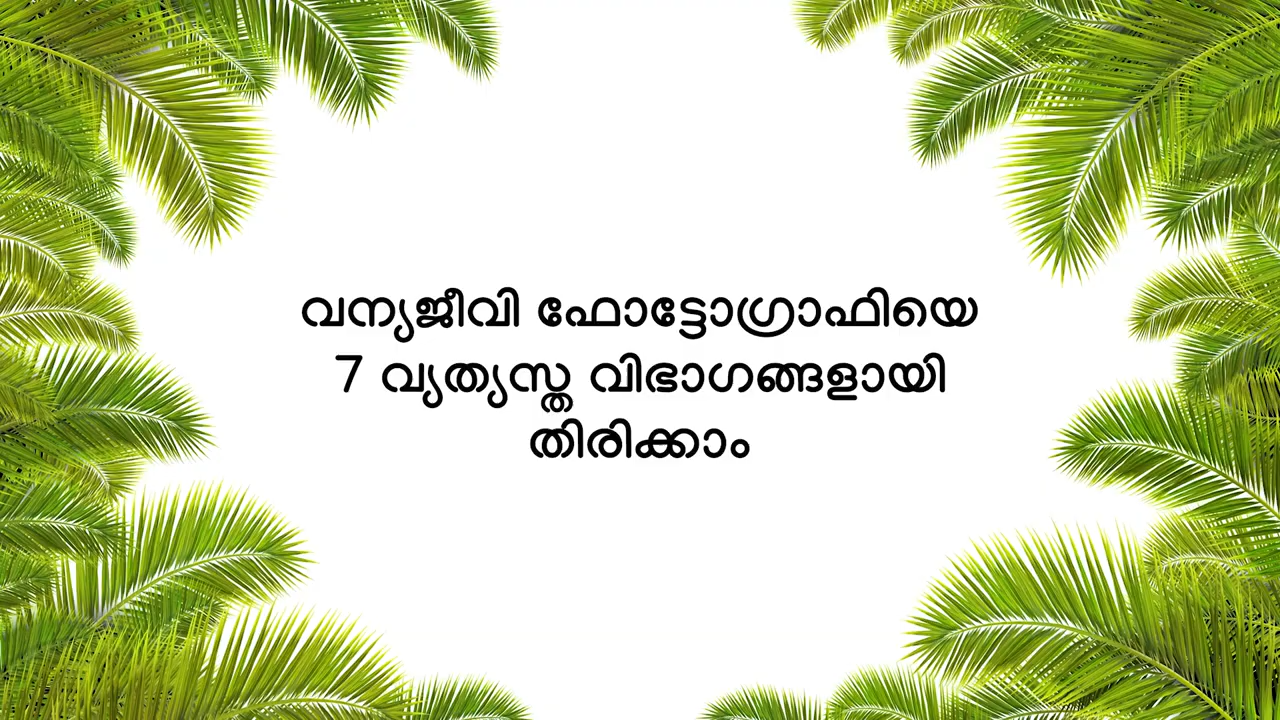 വന്യജീവി ഫോട്ടോഗ്രാഫിയെ
7 വ്യത്യസ്ത വിഭാഗങ്ങളായി
തിരിക്കാം